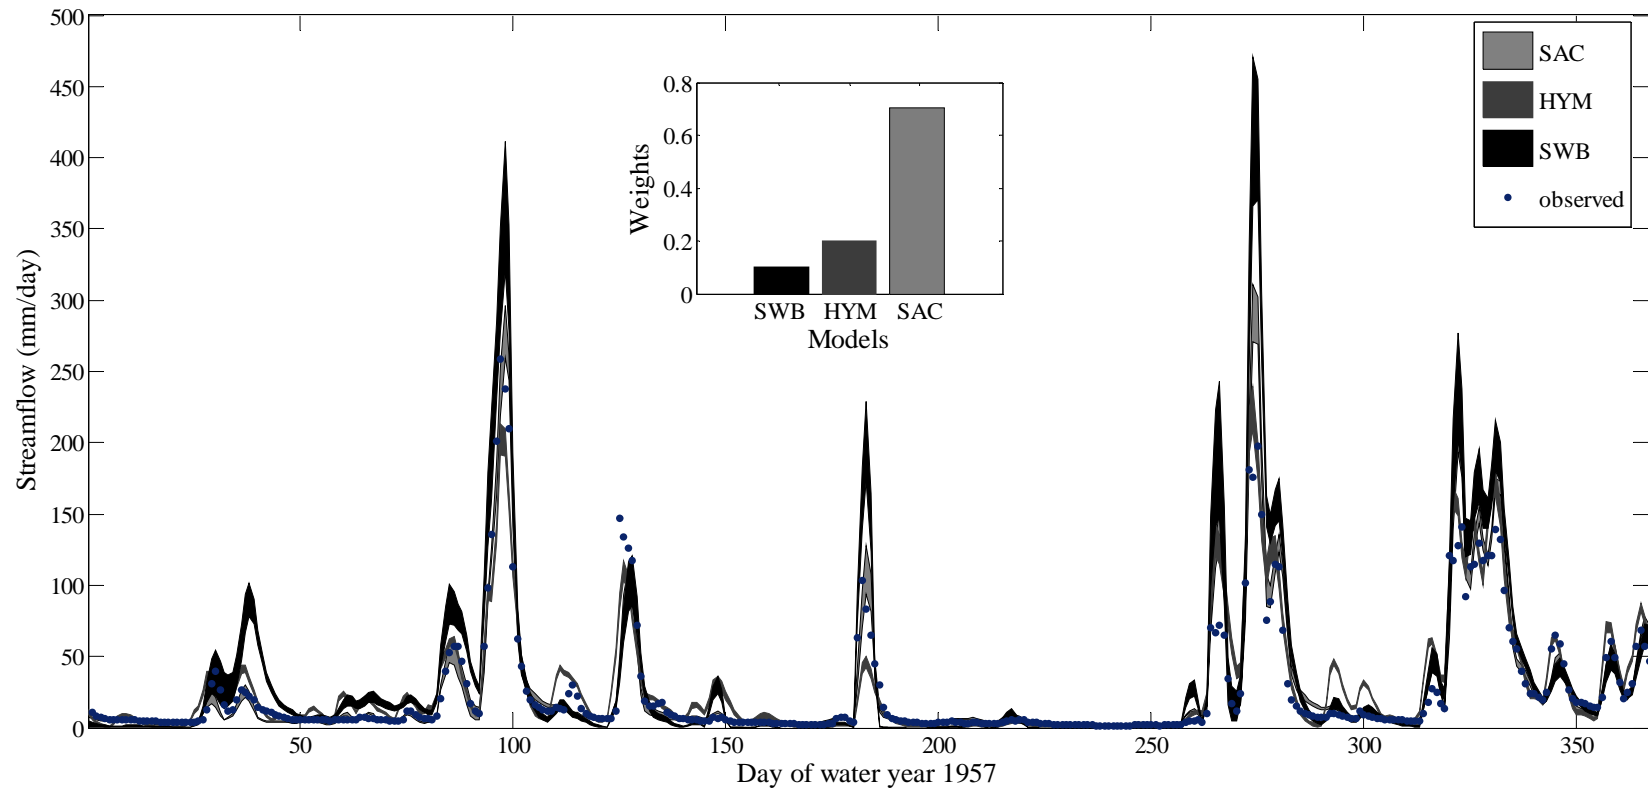 500
450
400
350
300
250
200
150
100
50
0
Streamflow (mm/day)
50 100 150 200 250 300 350
Day of water year 1957
0.8
0.6
0.4
0.2
0
Weights
SWB HYM SAC
Models
SAC
HYM
SWB
observed